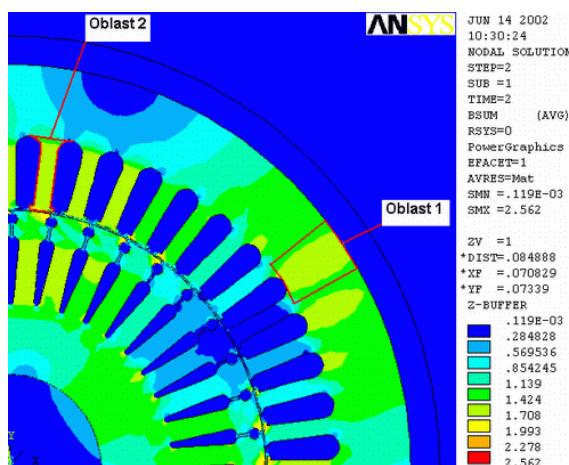 Oblast 2
ANSYS
Oblast 1
Y
X
JUN 14 2002
10:30:24
NODAL SOLUTION
STEP=2
SUB =1
TIME=2
BSUM (AVG)
RSYS=0
PowerGraphics
EFACET=1
AVRES=Mat
SMN =.119E-03
SMX =2.562
ZV =1
*DIST=.084888
*XF =.070829
*YF =.07339
Z-BUFFER
.119E-03
.284828
.569536
.854245
1.139
1.424
1.708
1.993
2.278
2.562